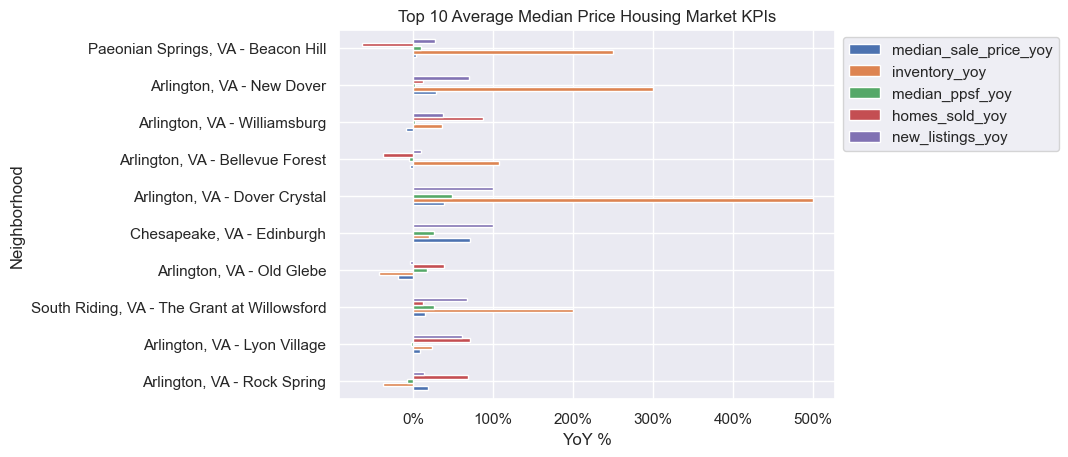 Top 10 Average Median Price Housing Market KPIs
Neighborhood
Paeonian Springs, VA - Beacon Hill
Arlington, VA - New Dover
Arlington, VA - Williamsburg
Arlington, VA - Bellevue Forest
Arlington, VA - Dover Crystal
Chesapeake, VA - Edinburgh
Arlington, VA - Old Glebe
South Riding, VA - The Grant at Willowsford
Arlington, VA - Lyon Village
Arlington, VA - Rock Spring
0% 100% 200% 300% 400% 500%
YoY %
median_sale_price_yoy
inventory_yoy
median_ppsf_yoy
homes_sold_yoy
new_listings_yoy